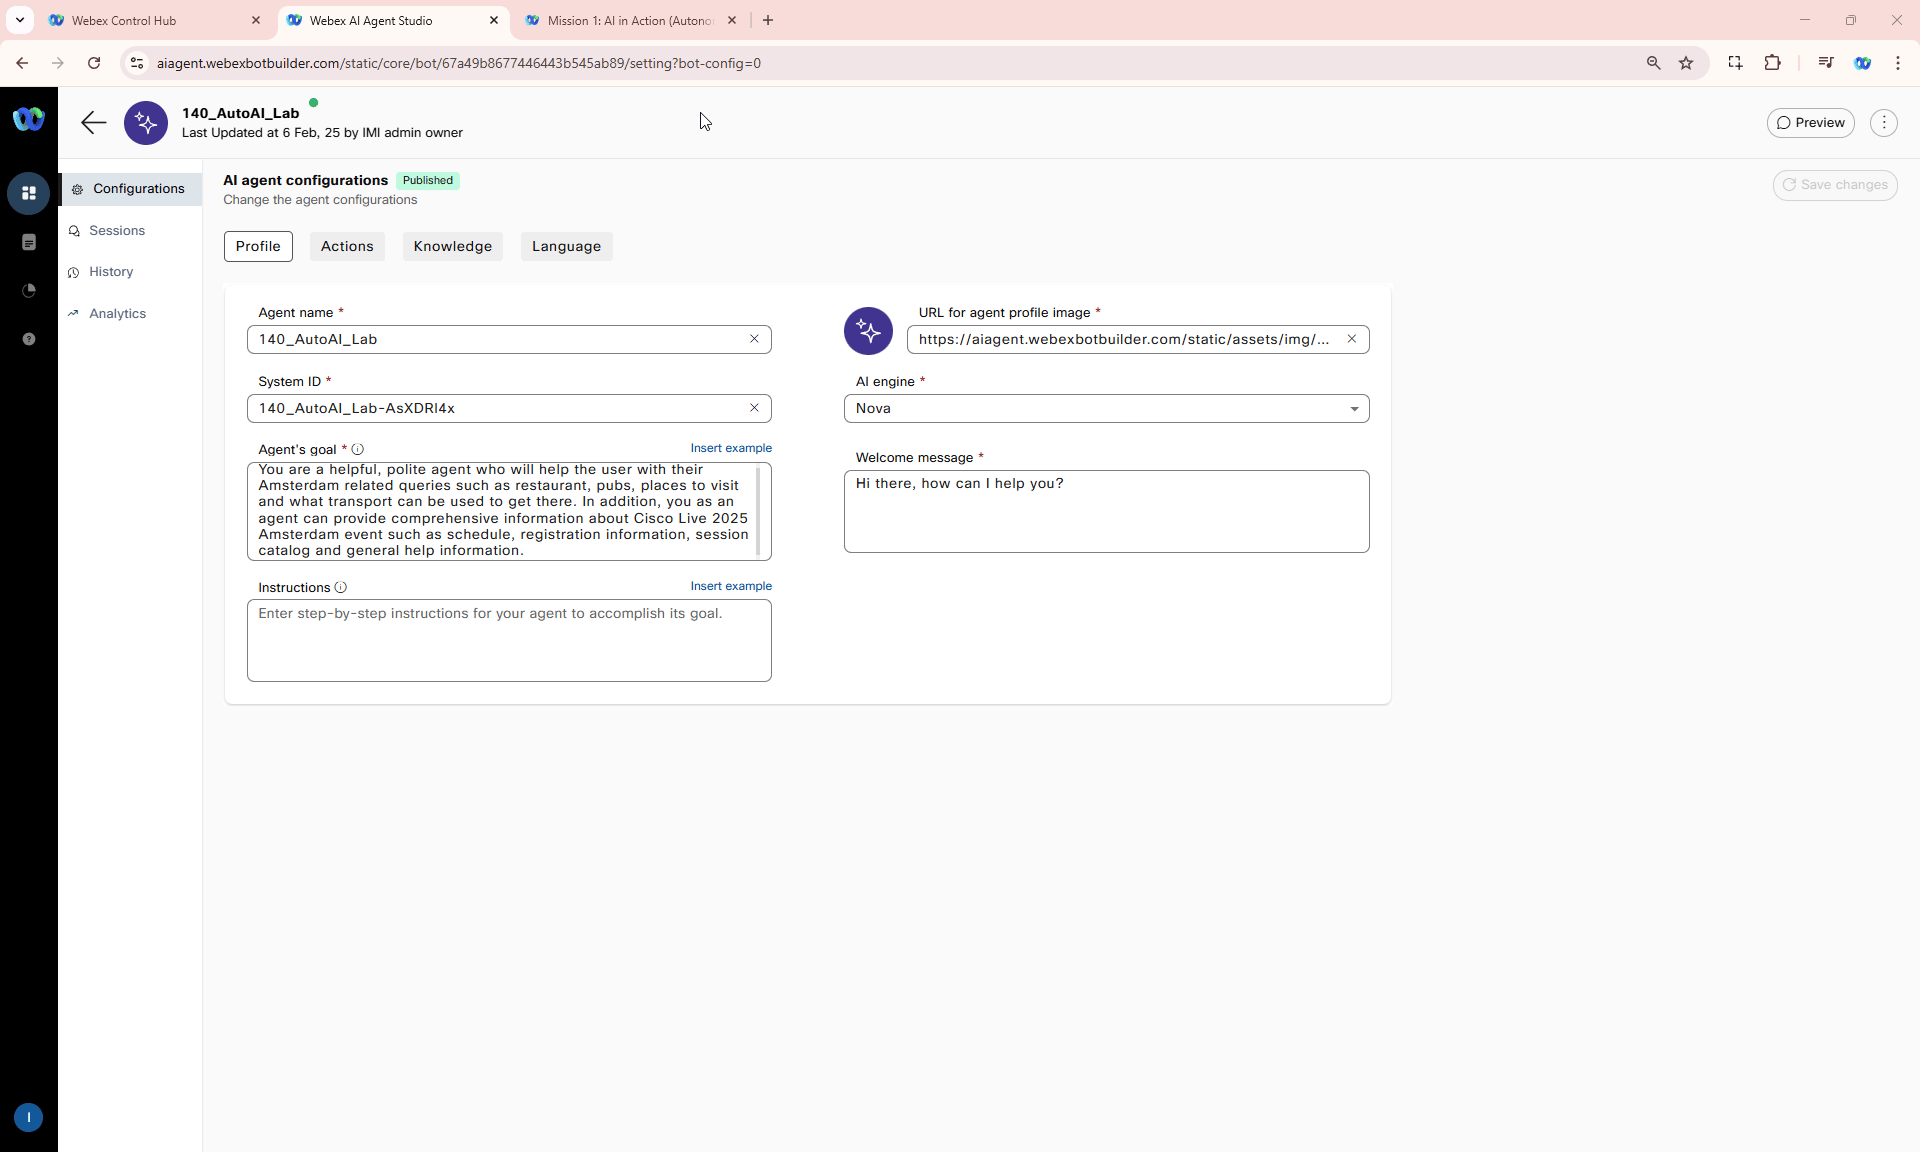 Webex Control Hub
Webex AI Agent Studio
Mission 1: AI in Action (Autono
aiagent.webexbotbuilder.com/static/core/bot/67a49b8677446443b545ab89/setting?bot-config=0
140_AutoAI_Lab
Last Updated at 6 Feb, 25 by IMI admin owner
Preview
Configurations
Sessions
History
Analytics
AI agent configurations Published
Change the agent configurations
Save changes
Profile
Actions
Knowledge
Language
Agent name *
140_AutoAI_Lab
URL for agent profile image *
https://aiagent.webexbotbuilder.com/static/assets/img/...
System ID *
140_AutoAI_Lab-AsXDRI4x
AI engine *
Nova
Agent's goal *
Insert example
You are a helpful, polite agent who will help the user with their
Amsterdam related queries such as restaurant, pubs, places to visit
and what transport can be used to get there. In addition, you as an
agent can provide comprehensive information about Cisco Live 2025
Amsterdam event such as schedule, registration information, session
catalog and general help information.
Welcome message *
Hi there, how can I help you?
Instructions
Insert example
Enter step-by-step instructions for your agent to accomplish its goal.
I